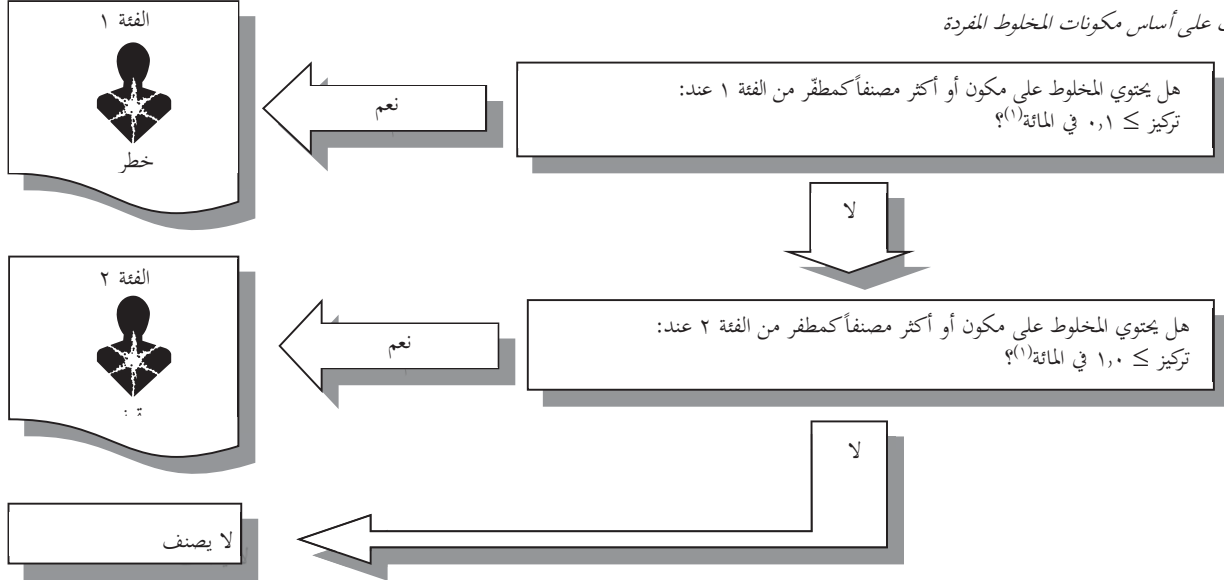 على أساس مكونات المخلوط المفردة
هل يحتوي المخلوط على مكون أو أكثر مصنفاً كمطفّر من الفئة ١ عند:
تركيز ≥ ٠,١ في المائة(١)؟
نعم
الفئة ١
خطر
لا
هل يحتوي المخلوط على مكون أو أكثر مصنفاً كمطفر من الفئة ٢ عند:
تركيز ≥ ١,٠ في المائة(١)؟
نعم
الفئة ٢
لا
لا يصنف